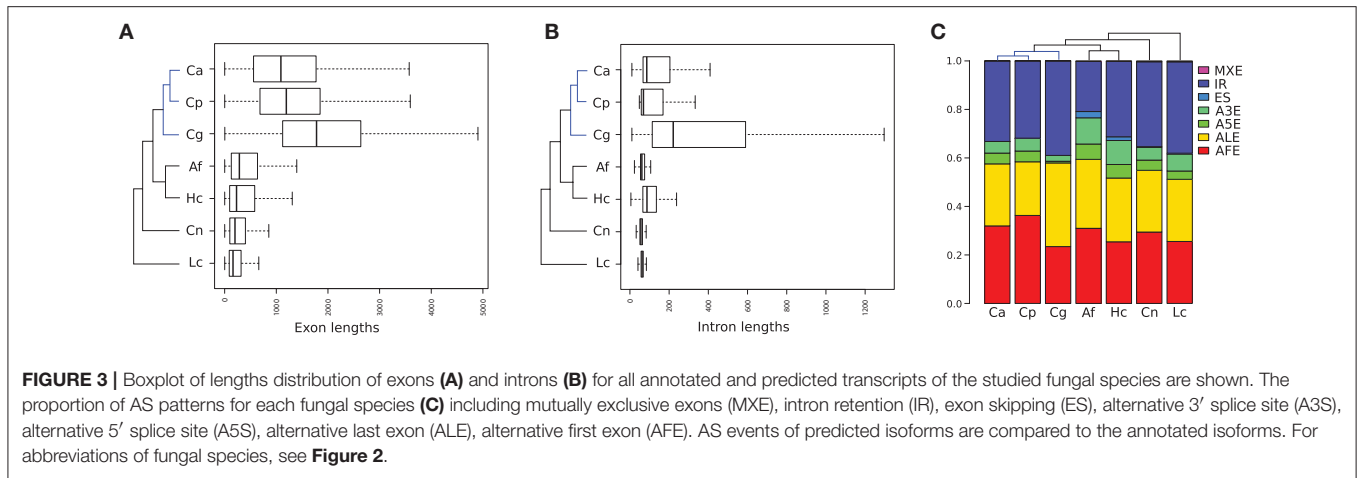 A
Ca
Cp
Cg
Af
Hc
Cn
Lc
0
1000
2000
3000
4000
5000
Exon lengths
B
Ca
Cp
Cg
Af
Hc
Cn
Lc
0
200
400
600
800
1000
1200
Intron lengths
C
1.0
0.8
0.6
0.4
0.2
0.0
Ca Cp Cg Af Hc Cn Lc
MXE
IR
ES
A3E
A5E
ALE
AFE
FIGURE 3 | Boxplot of lengths distribution of exons (A) and introns (B) for all annotated and predicted transcripts of the studied fungal species are shown. The
proportion of AS patterns for each fungal species (C) including mutually exclusive exons (MXE), intron retention (IR), exon skipping (ES), alternative 3′ splice site (A3S),
alternative 5′ splice site (A5S), alternative last exon (ALE), alternative first exon (AFE). AS events of predicted isoforms are compared to the annotated isoforms. For
abbreviations of fungal species, see Figure 2.